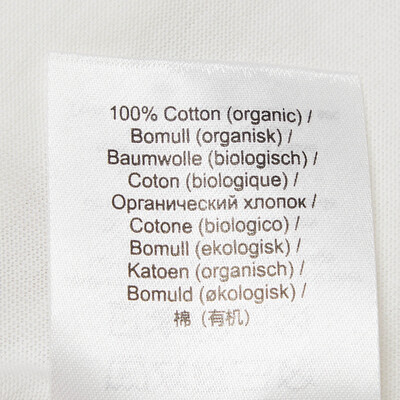 100% Cotton (organic) /
Bomull (organisk) /
Baumwolle (biologisch) /
Coton (biologique) /
Органический хлопок /
Cotone (biologico) /
Bomull (ekologisk) /
Katoen (organisch) /
Bomuld (økologisk) /
棉（有机）